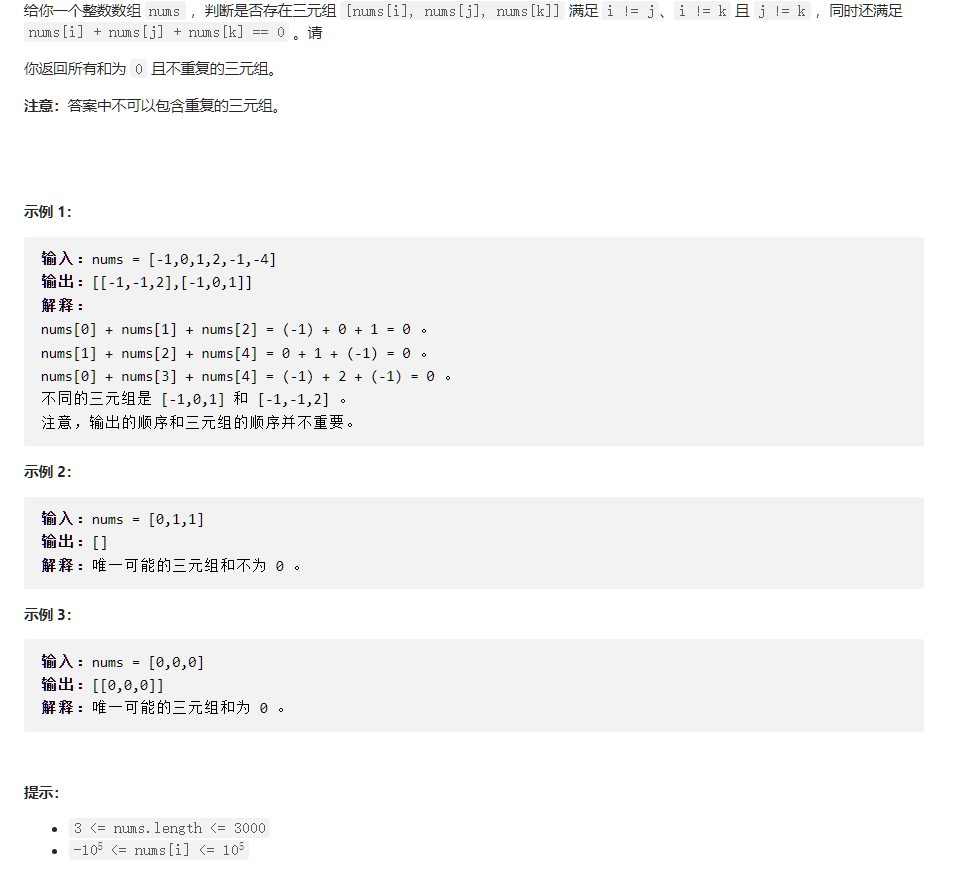 给你一个整数数组 nums ，判断是否存在三元组 [nums[i], nums[j], nums[k]] 满足 i != j、i != k 且 j != k ，同时还满足
nums[i] + nums[j] + nums[k] == 0 。请
你返回所有和为 0 且不重复的三元组。
注意：答案中不可以包含重复的三元组。
示例 1：
输入：nums = [-1,0,1,2,-1,-4]
输出：[[-1,-1,2],[-1,0,1]]
解释：
nums[0] + nums[1] + nums[2] = (-1) + 0 + 1 = 0 。
nums[1] + nums[2] + nums[4] = 0 + 1 + (-1) = 0 。
nums[0] + nums[3] + nums[4] = (-1) + 2 + (-1) = 0 。
不同的三元组是 [-1,0,1] 和 [-1,-1,2] 。
注意，输出的顺序和三元组的顺序并不重要。
示例 2：
输入：nums = [0,1,1]
输出：[]
解释：唯一可能的三元组和不为 0 。
示例 3：
输入：nums = [0,0,0]
输出：[[0,0,0]]
解释：唯一可能的三元组和为 0 。
提示：
• 3 <= nums.length <= 3000
• -10⁵ <= nums[i] <= 10⁵